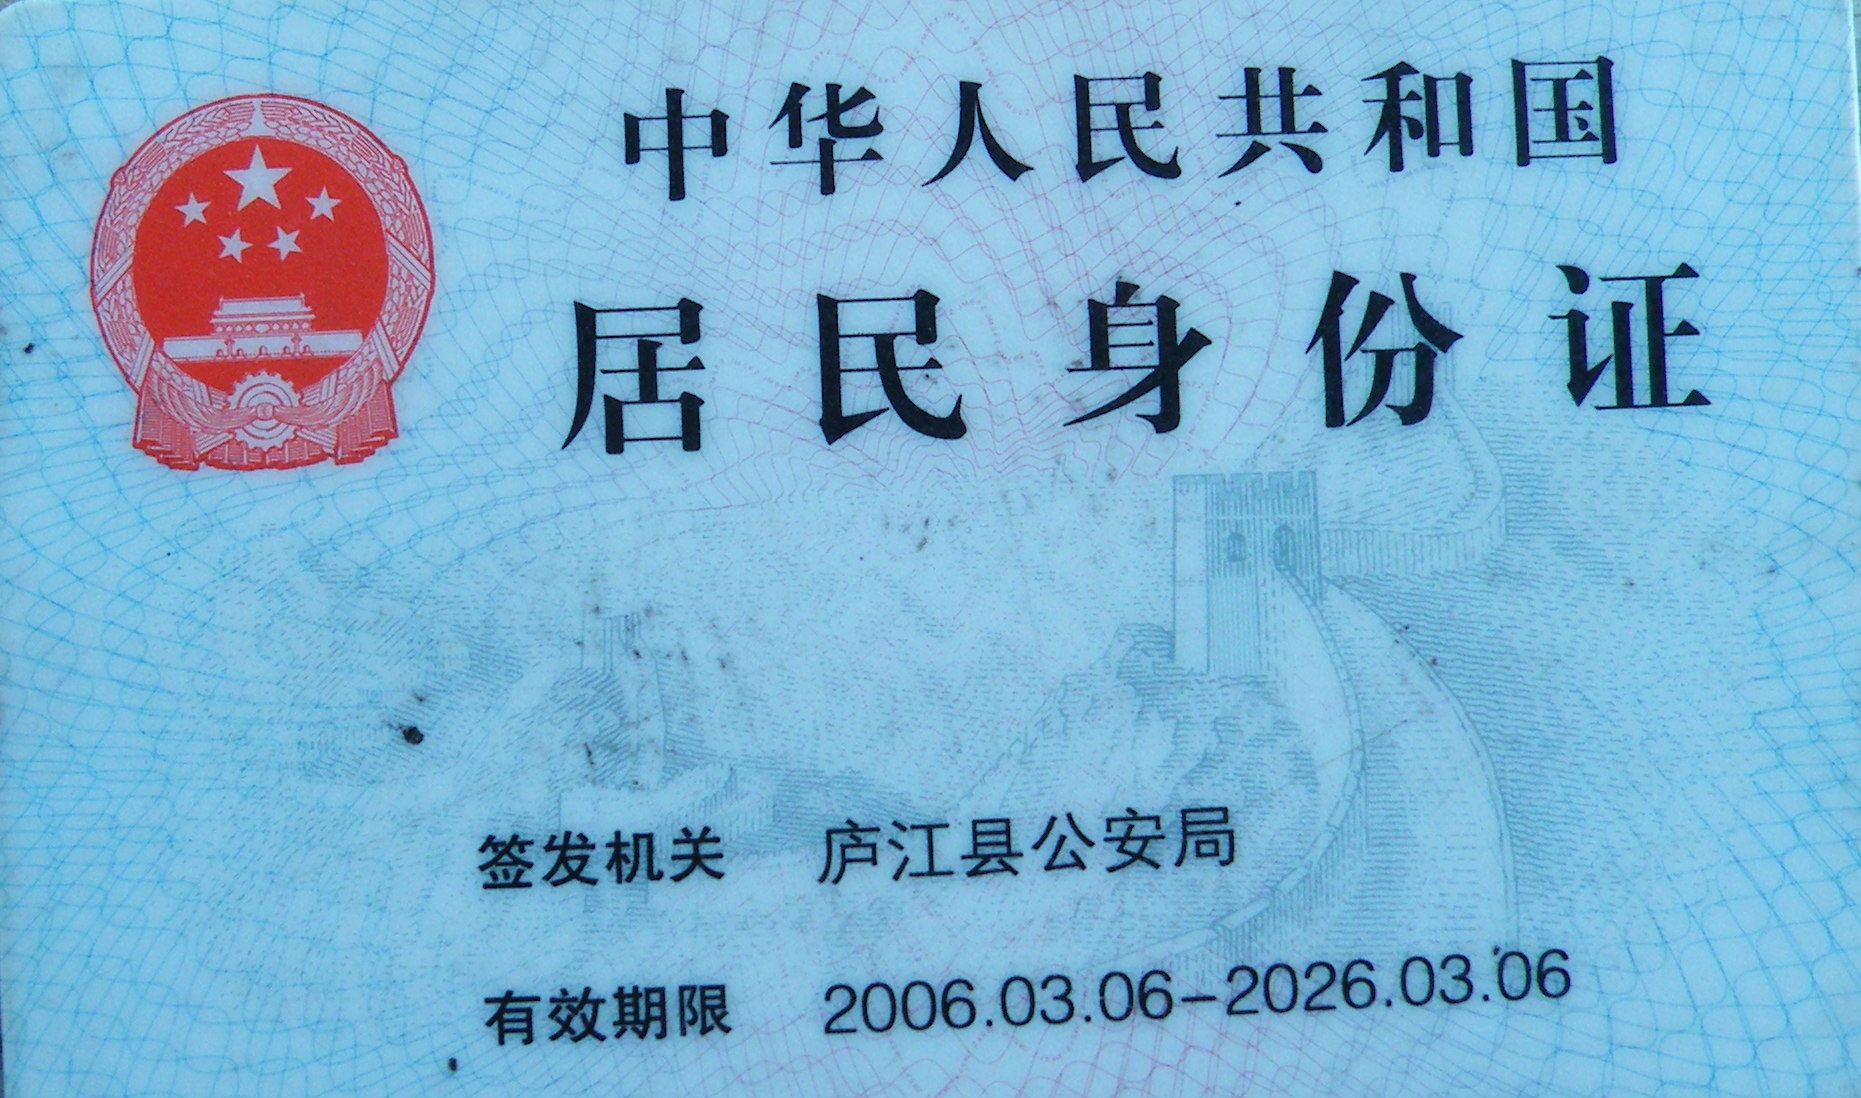 中华人民共和国
居民身份证
签发机关 庐江县公安局
有效期限 2006.03.06-2026.03.06